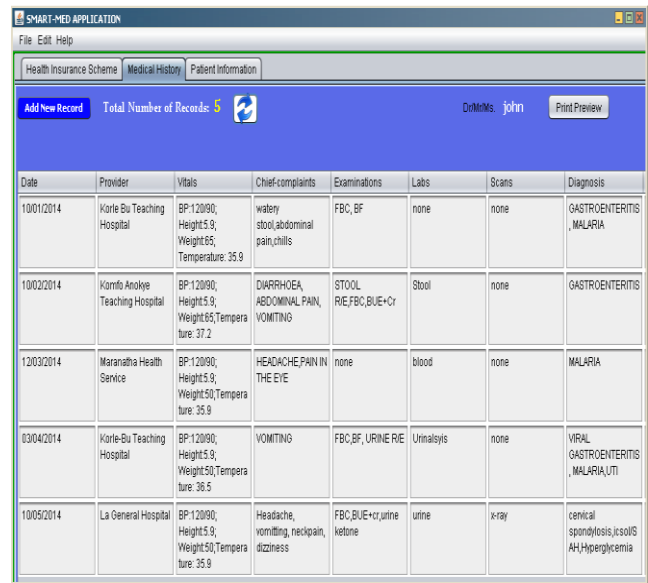 SMART-MED APPLICATION
File Edit Help
Health Insurance Scheme Medical History Patient Information
Add New Record Total Number of Records: 5 Dr/Mr/Ms. john Print Preview
Date Provider Vitals Chief-complaints Examinations Labs Scans Diagnosis
10/01/2014 Korle Bu Teaching BP:120/90; watery FBC, BF none none GASTROENTERITIS
Hospital Height:5.9; stool,abdominal , MALARIA
Weight:65; pain,chills
Temperature: 35.9
10/02/2014 Komfo Anokye BP:120/90; DIARRHOEA, STOOL Stool none GASTROENTERITIS
Teaching Hospital Height:5.9; ABDOMINAL PAIN, R/E,FBC,BUE+Cr
Weight:65;Tempera VOMITING
ture: 37.2
12/03/2014 Maranatha Health BP:120/90; HEADACHE,PAIN IN none blood none MALARIA
Service Height:5.9; THE EYE
Weight:50;Tempera
ture: 35.9
03/04/2014 Korle-Bu Teaching BP:120/90; VOMITING FBC,BF, URINE R/E Urinalsyis none VIRAL
Hospital Height:5.9; GASTROENTERITIS
Weight:50;Tempera , MALARIA,UTI
ture: 36.5
10/05/2014 La General Hospital BP:120/90; Headache, FBC,BUE+cr,urine urine x-ray cervical
Height:5.9; vomitting, neckpain, ketone spondylosis,icsol/S
Weight:50;Tempera dizziness AH,Hyperglycemia
ture: 35.9